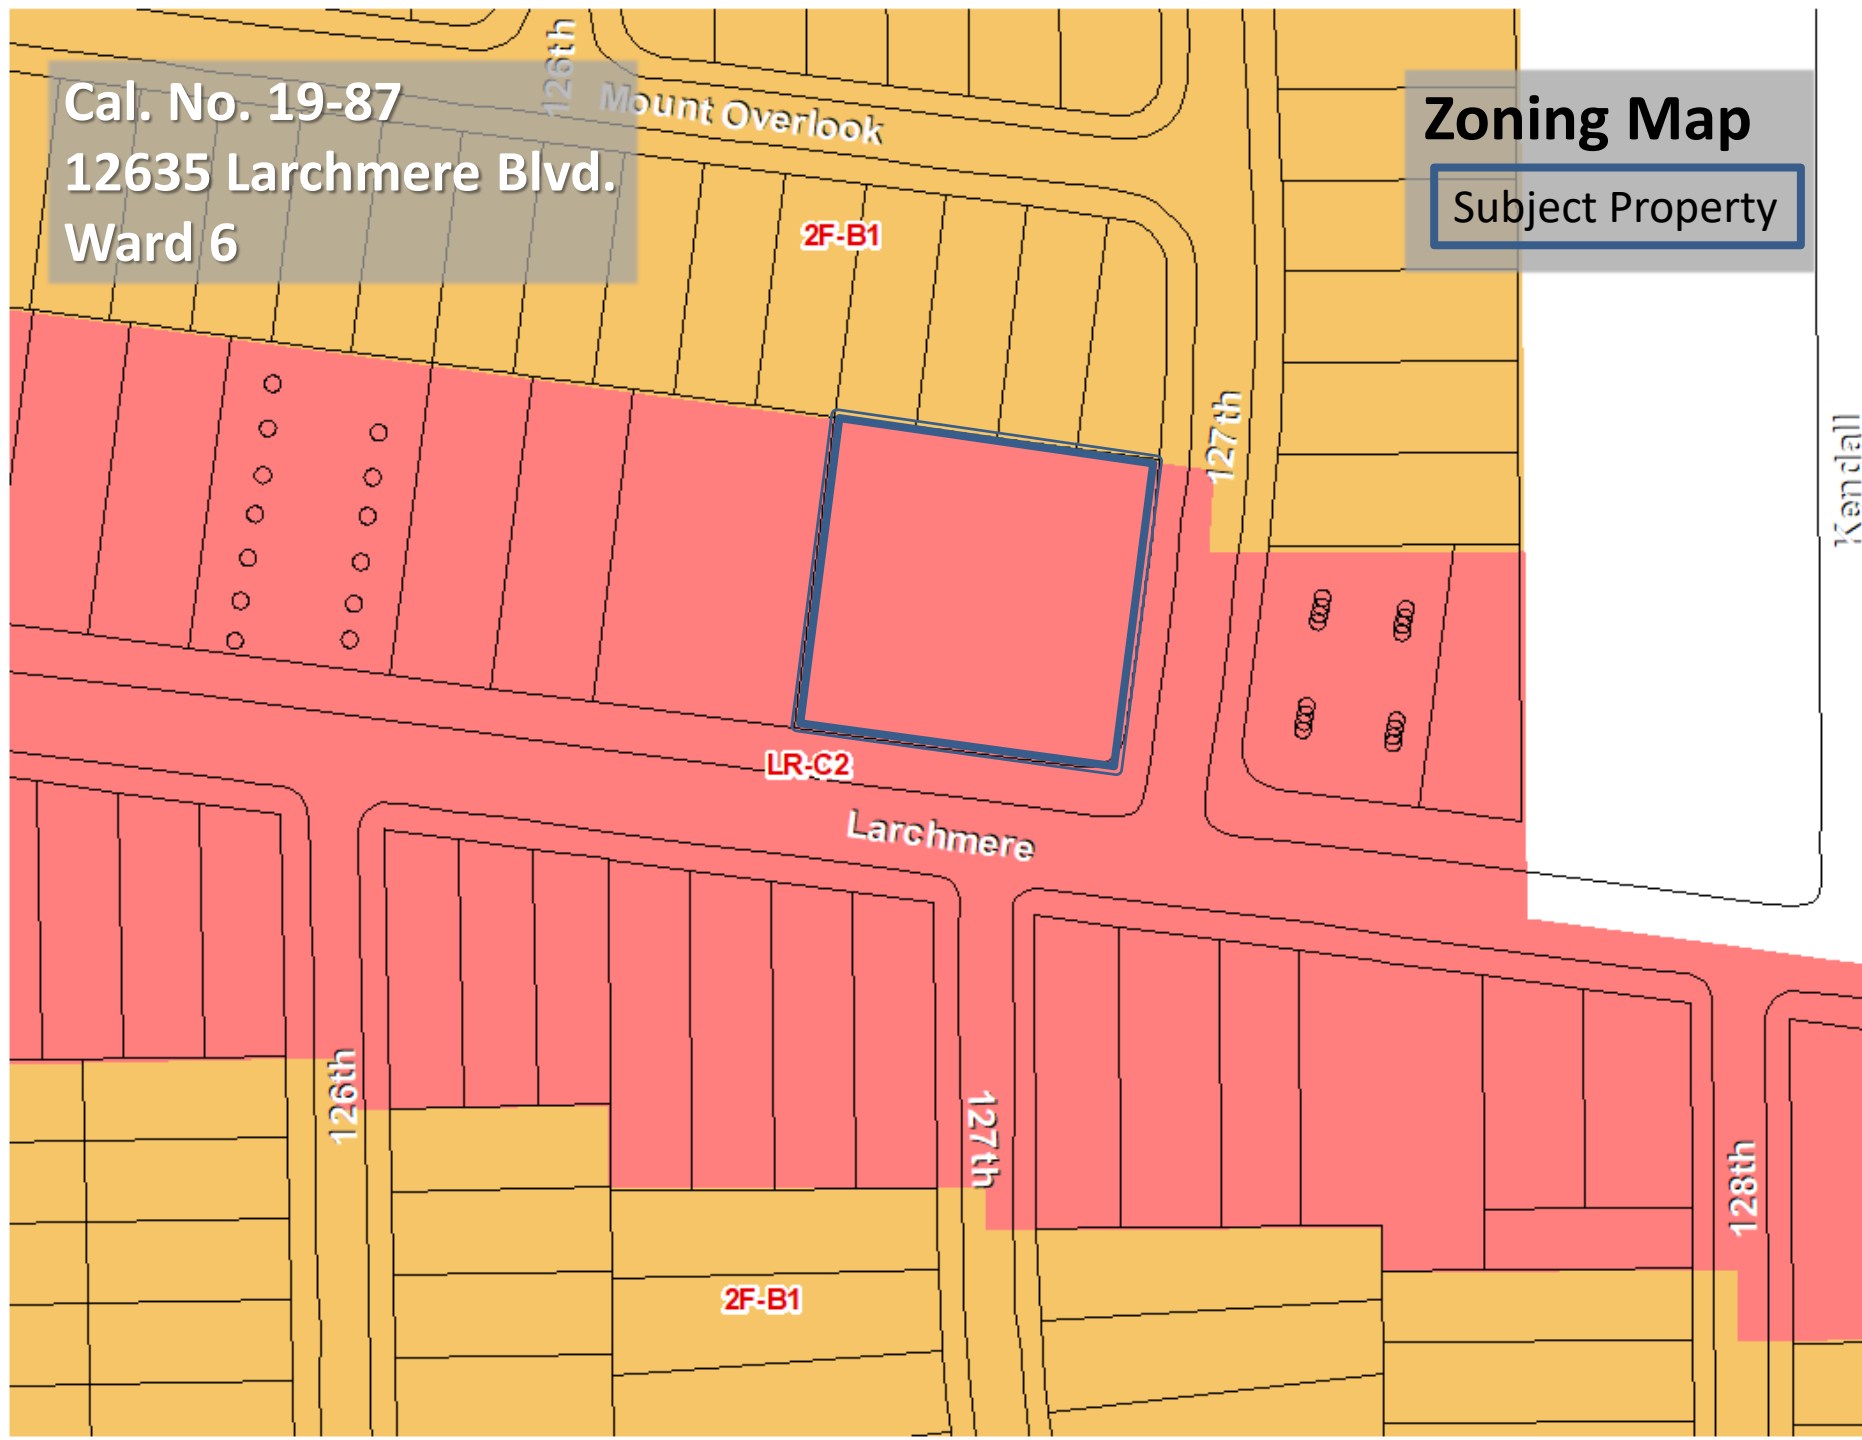 126th
Cal. No. 19-87
12635 Larchmere Blvd.
Ward 6
Mount Overlook
Zoning Map
Subject Property
2F-B1
127th
Kendall
LR-C2
Larchmere
126th
127th
128th
2F-B1